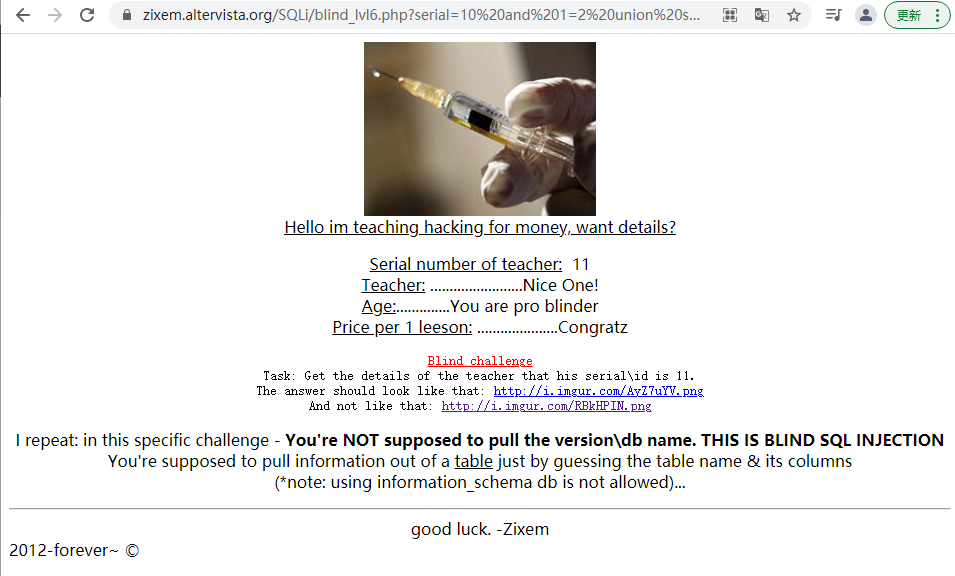 zixem.altervista.org/SQLi/blind_lvl6.php?serial=10%20and%201=2%20union%20s...
更新
Hello im teaching hacking for money, want details?
Serial number of teacher: 11
Teacher: ........................Nice One!
Age:..............You are pro blinder
Price per 1 leeson: .....................Congratz
Blind challenge
Task: Get the details of the teacher that his serial\id is 11.
The answer should look like that: http://i.imgur.com/AyZ7uYV.png
And not like that: http://i.imgur.com/RBkHPIN.png
I repeat: in this specific challenge - You're NOT supposed to pull the version\db name. THIS IS BLIND SQL INJECTION
You're supposed to pull information out of a table just by guessing the table name & its columns
(*note: using information_schema db is not allowed)...
good luck. -Zixem
2012-forever~ ©